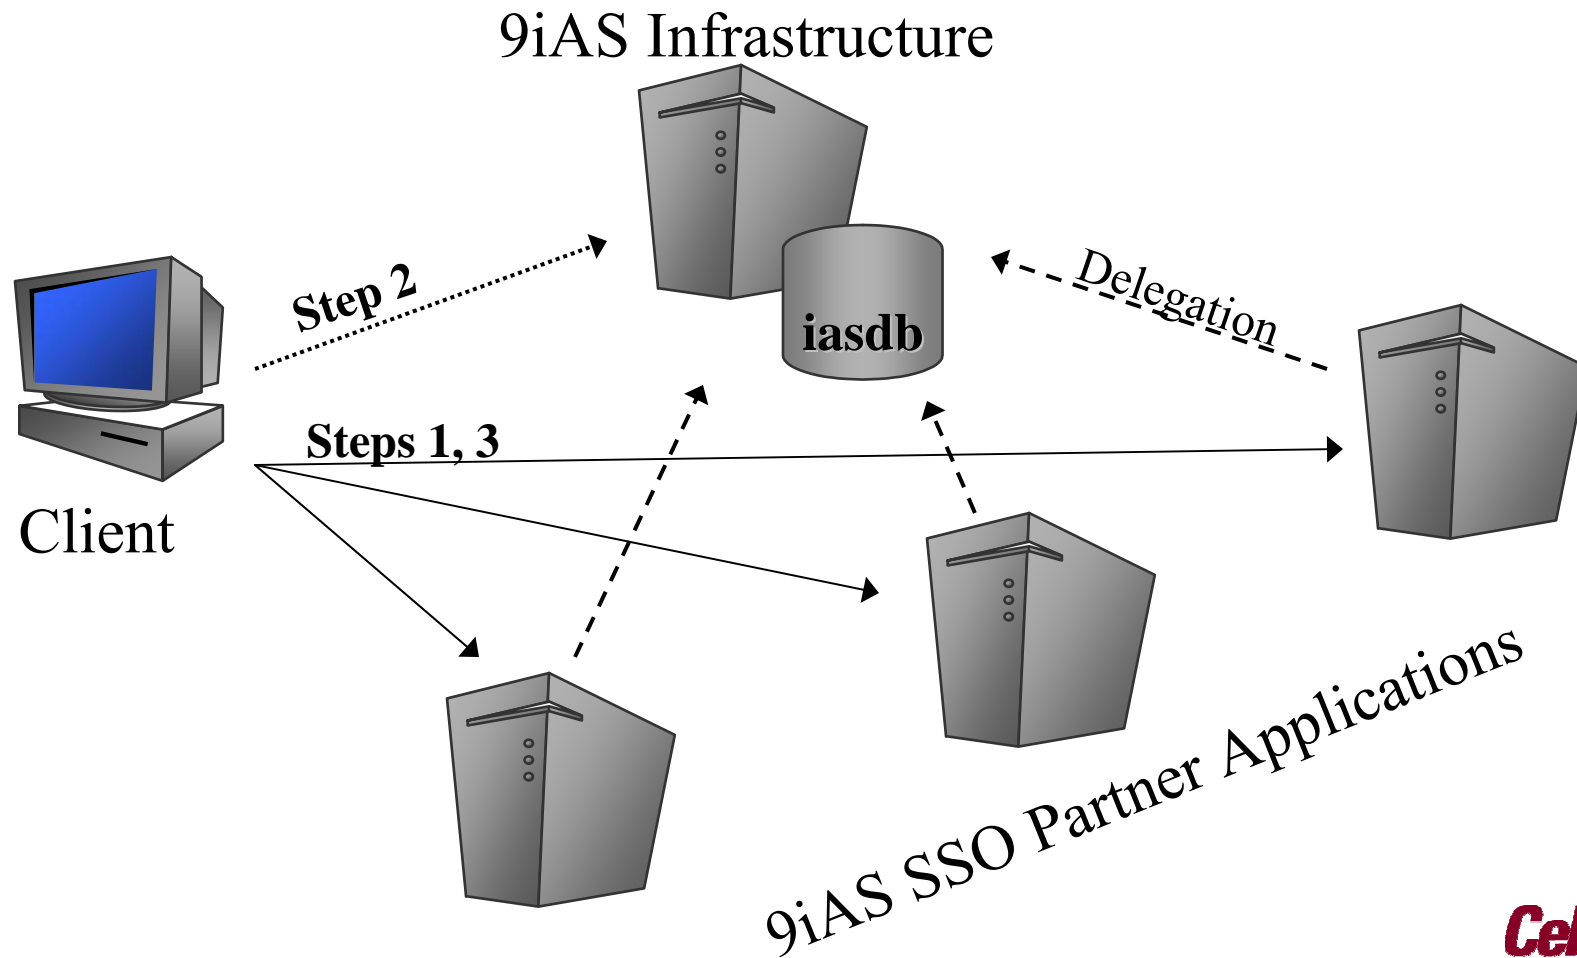 9iAS Infrastructure
Step 2
Delegation
iasdb
Steps 1, 3
Client
9iAS SSO Partner Applications